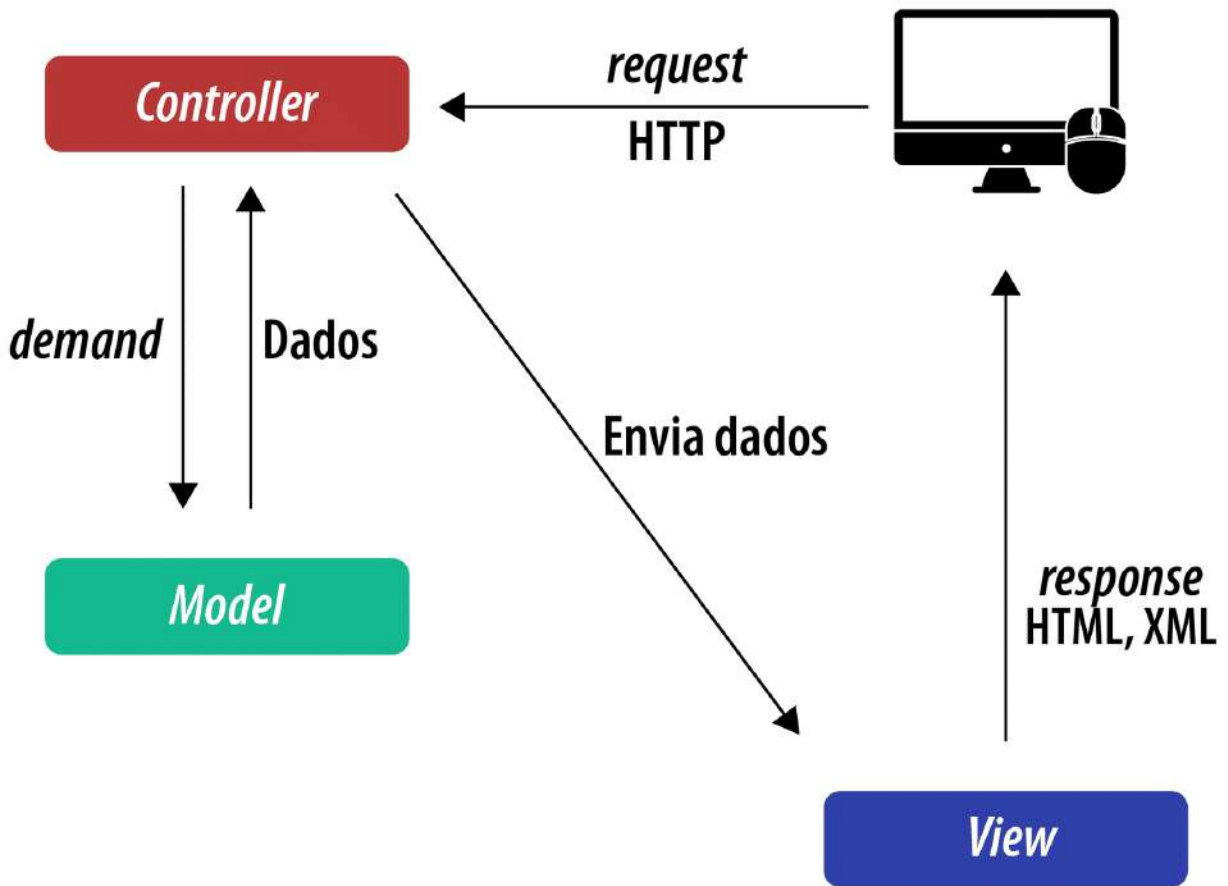 Controller
request
HTTP
demand
Dados
Envia dados
Model
response
HTML, XML
View